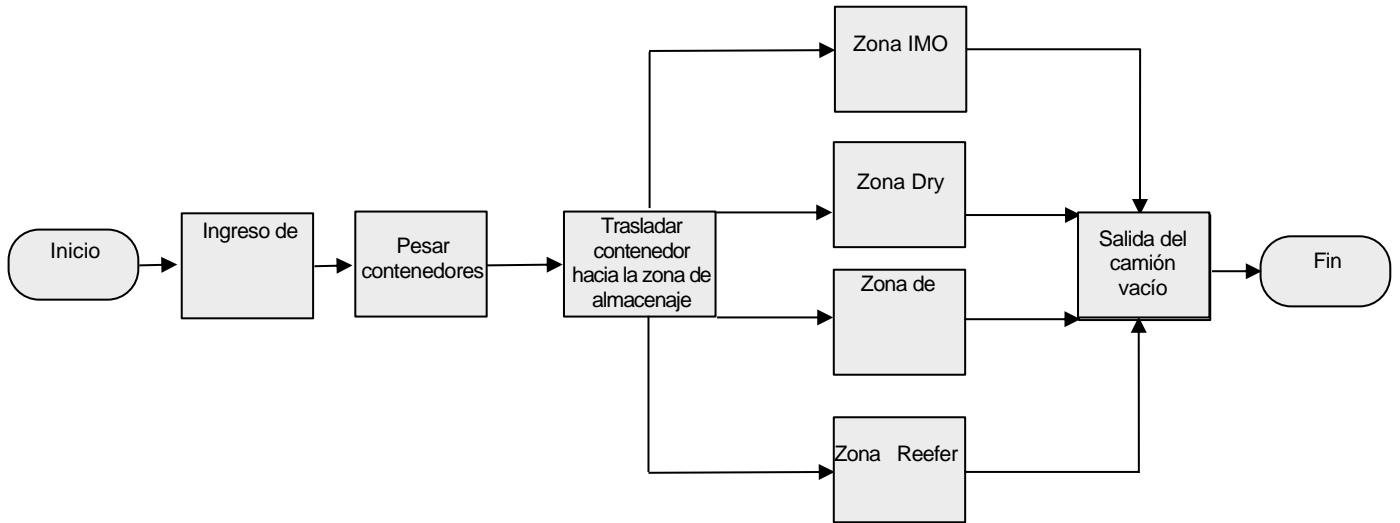 Inicio
Ingreso de
Pesar
contenedores
Trasladar
contenedor
hacia la zona de
almacenaje
Zona IMO
Zona Dry
Zona de
Zona Reefer
Salida del
camión
vacío
Fin